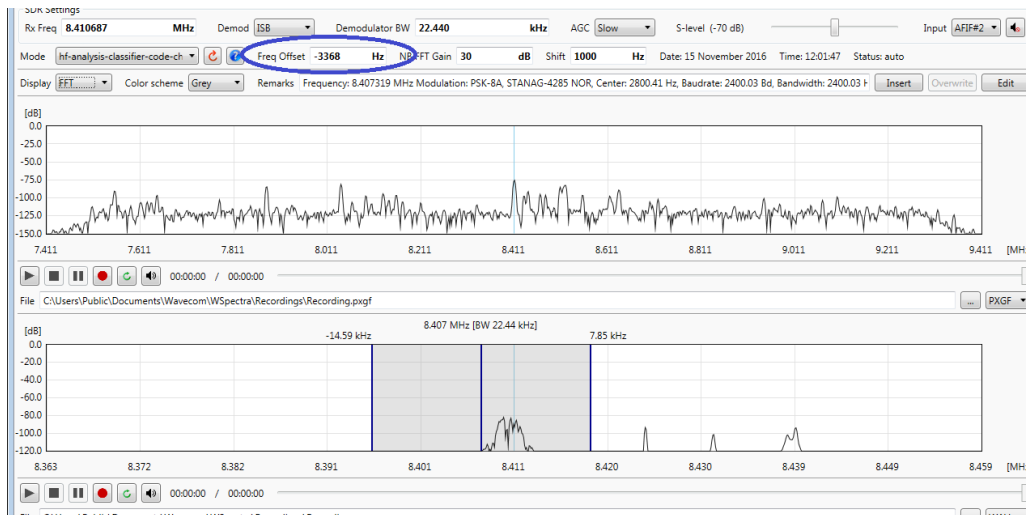 SDR Settings
Rx Freq 8.410687 MHz Demod ISB Demodulator BW 22.440 kHz AGC Slow S-level (-70 dB) Input AFIF#2
Mode hf-analysis-classifier-code-ch Freq Offset -3368 Hz NB FFT Gain 30 dB Shift 1000 Hz Date: 15 November 2016 Time: 12:01:47 Status: auto
Display FFT......... Color scheme Grey Remarks Frequency: 8.407319 MHz Modulation: PSK-8A, STANAG-4285 NOR, Center: 2800.41 Hz, Baudrate: 2400.03 Bd, Bandwidth: 2400.03 H Insert Overwrite Edit
[dB]
0.0
-25.0
-50.0
-75.0
-100.0
-125.0
-150.0
7.411 7.611 7.811 8.011 8.211 8.411 8.611 8.811 9.011 9.211 9.411 [MH
00:00:00 / 00:00:00
File C:\Users\Public\Documents\Wavecom\WSpectra\Recordings\Recording.pxgf ... PXGF
8.407 MHz [BW 22.44 kHz]
[dB] -14.59 kHz 7.85 kHz
0.0
-20.0
-40.0
-60.0
-80.0
-100.0
-120.0
8.363 8.372 8.382 8.391 8.401 8.411 8.420 8.430 8.439 8.449 8.459 [MH
00:00:00 / 00:00:00